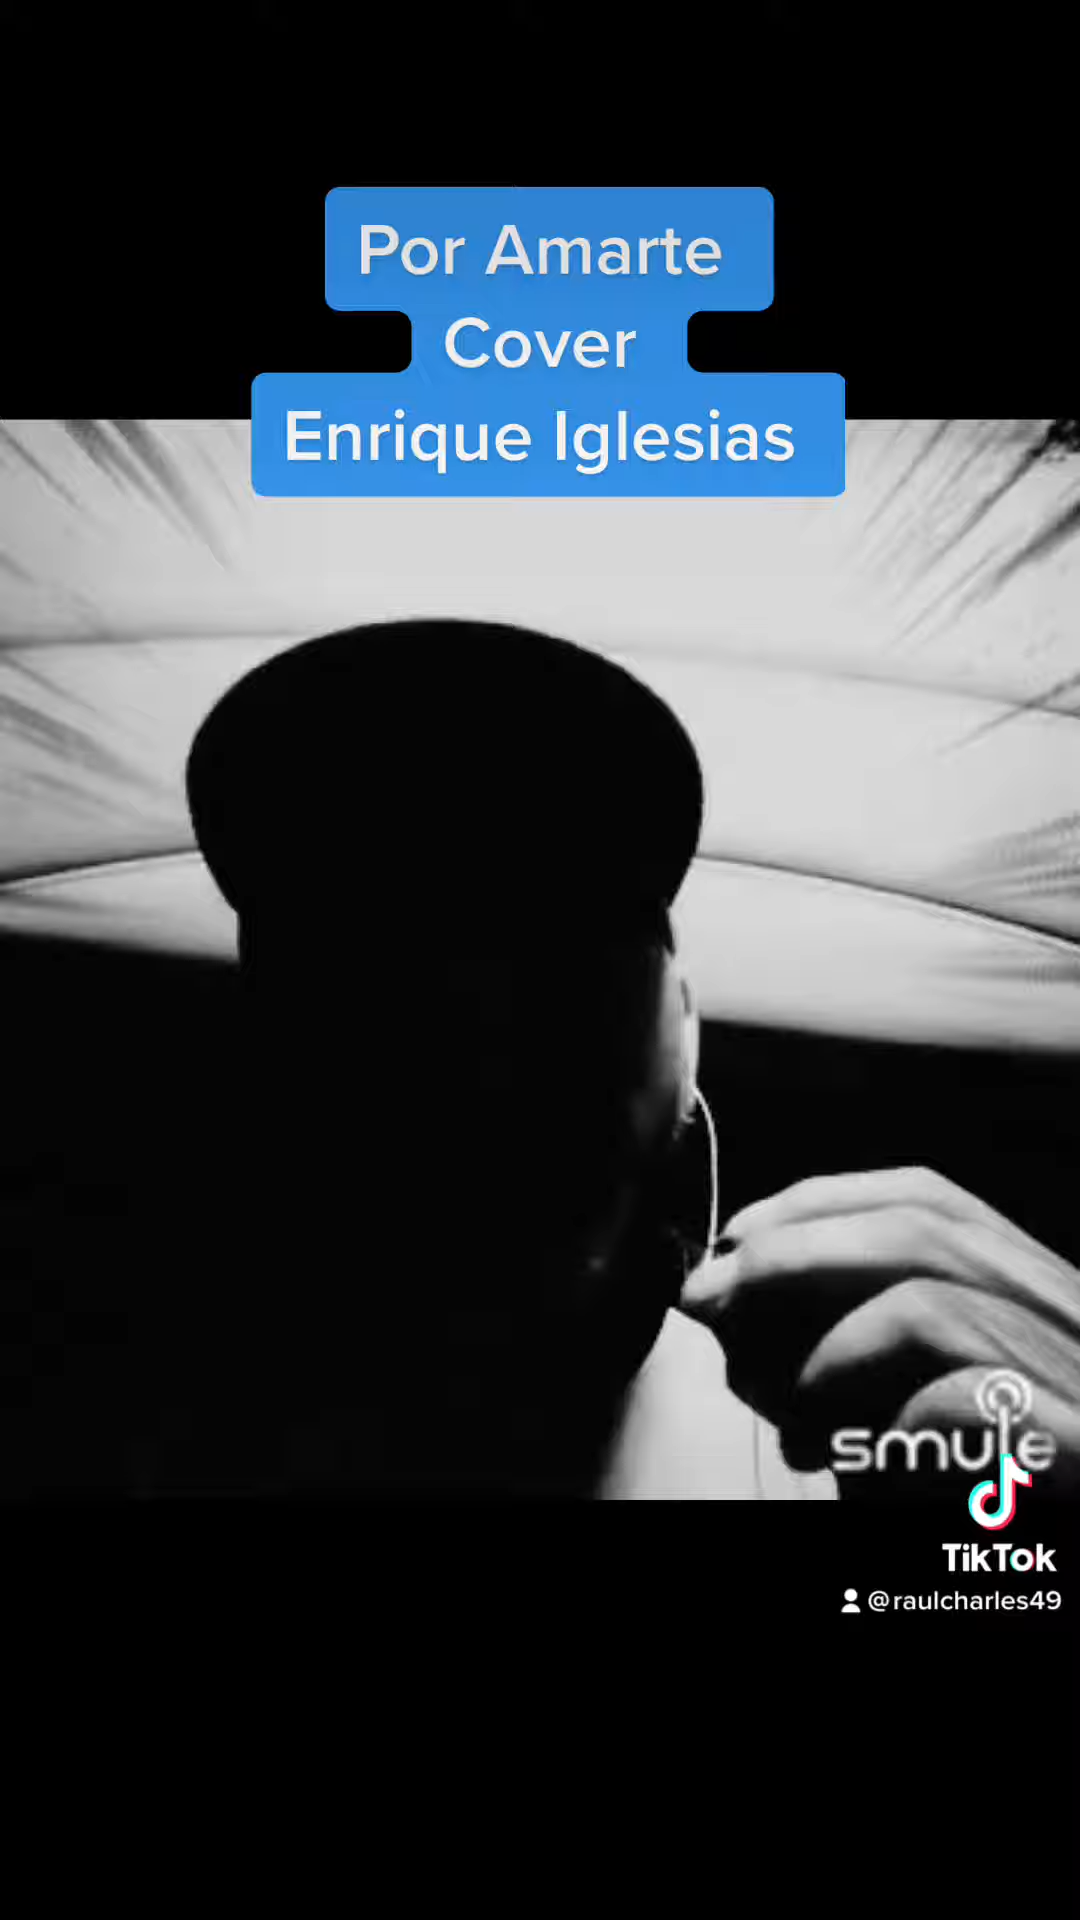 Por Amarte
Cover
Enrique Iglesias
smule
TikTok
@raulcharles49